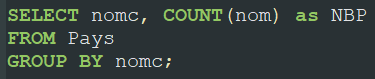 SELECT nomc, COUNT(nom) as NBP
FROM Pays
GROUP BY nomc;